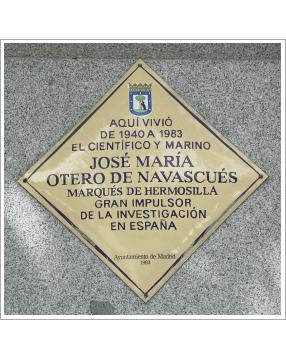 AQUÍ VIVIÓ
DE 1940 A 1983
EL CIENTÍFICO Y MARINO
JOSÉ MARÍA
OTERO DE NAVASCUÉS
MARQUÉS DE HERMOSILLA
GRAN IMPULSOR
DE LA INVESTIGACIÓN
EN ESPAÑA
Ayuntamiento de Madrid